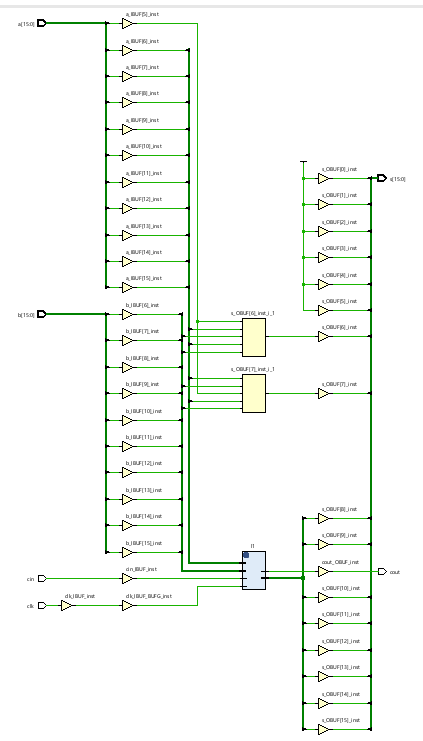 a_IBUF[5]_inst
a[15:0]
a_IBUF[6]_inst
a_IBUF[7]_inst
a_IBUF[8]_inst
a_IBUF[9]_inst
a_IBUF[10]_inst
a_IBUF[11]_inst
a_IBUF[12]_inst
a_IBUF[13]_inst
a_IBUF[14]_inst
a_IBUF[15]_inst
b_IBUF[6]_inst
b[15:0]
b_IBUF[7]_inst
b_IBUF[8]_inst
b_IBUF[9]_inst
b_IBUF[10]_inst
b_IBUF[11]_inst
b_IBUF[12]_inst
b_IBUF[13]_inst
b_IBUF[14]_inst
b_IBUF[15]_inst
cin_IBUF_inst
cin
clk_IBUF_inst
clk_IBUF_BUFG_inst
clk
s_OBUF[6]_inst_i_1
s_OBUF[7]_inst_i_1
l1
s_OBUF[0]_inst
s[15:0]
s_OBUF[1]_inst
s_OBUF[2]_inst
s_OBUF[3]_inst
s_OBUF[4]_inst
s_OBUF[5]_inst
s_OBUF[6]_inst
s_OBUF[7]_inst
s_OBUF[8]_inst
s_OBUF[9]_inst
cout_OBUF_inst
cout
s_OBUF[10]_inst
s_OBUF[11]_inst
s_OBUF[12]_inst
s_OBUF[13]_inst
s_OBUF[14]_inst
s_OBUF[15]_inst